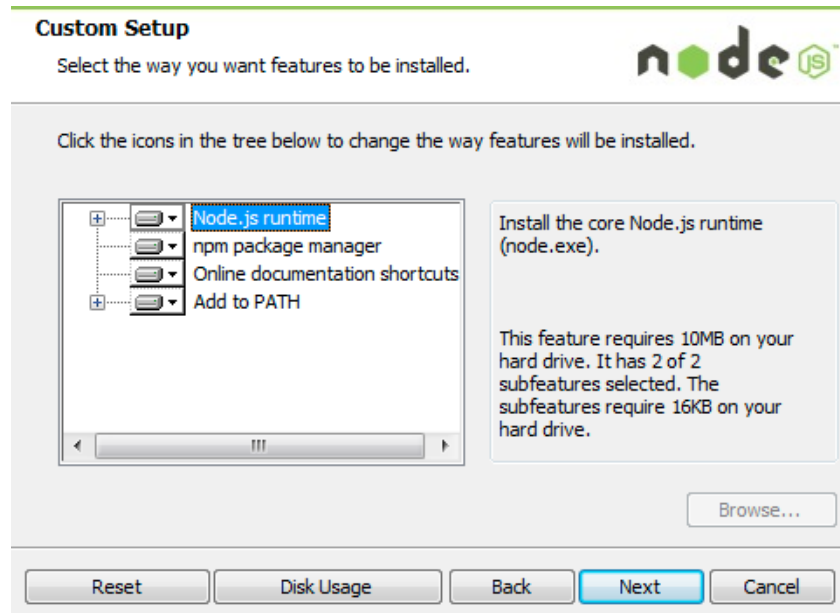 Custom Setup
Select the way you want features to be installed.
node JS™
Click the icons in the tree below to change the way features will be installed.
Node.js runtime
npm package manager
Online documentation shortcuts
Add to PATH
Install the core Node.js runtime
(node.exe).
This feature requires 10MB on your
hard drive. It has 2 of 2
subfeatures selected. The
subfeatures require 16KB on your
hard drive.
Browse...
Reset
Disk Usage
Back
Next
Cancel